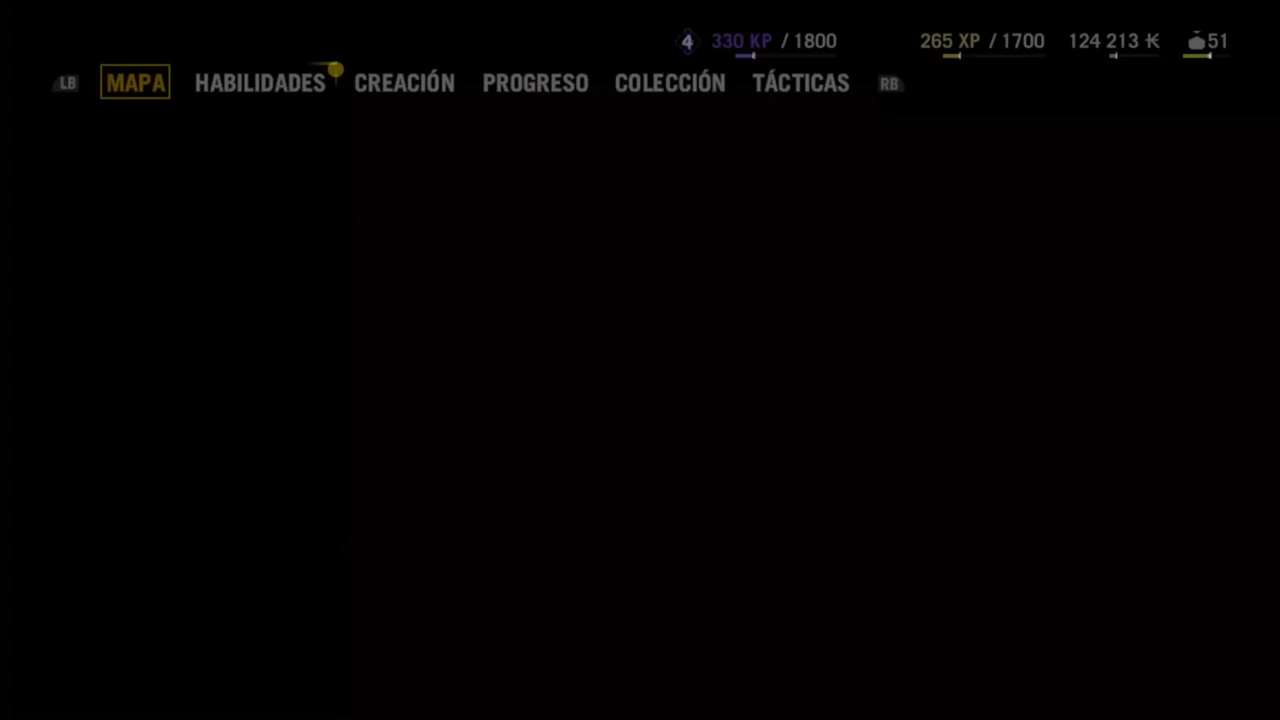 4 330 KP / 1800 265 XP / 1700 124 213 K 51
LB MAPA HABILIDADES CREACIÓN PROGRESO COLECCIÓN TÁCTICAS RB